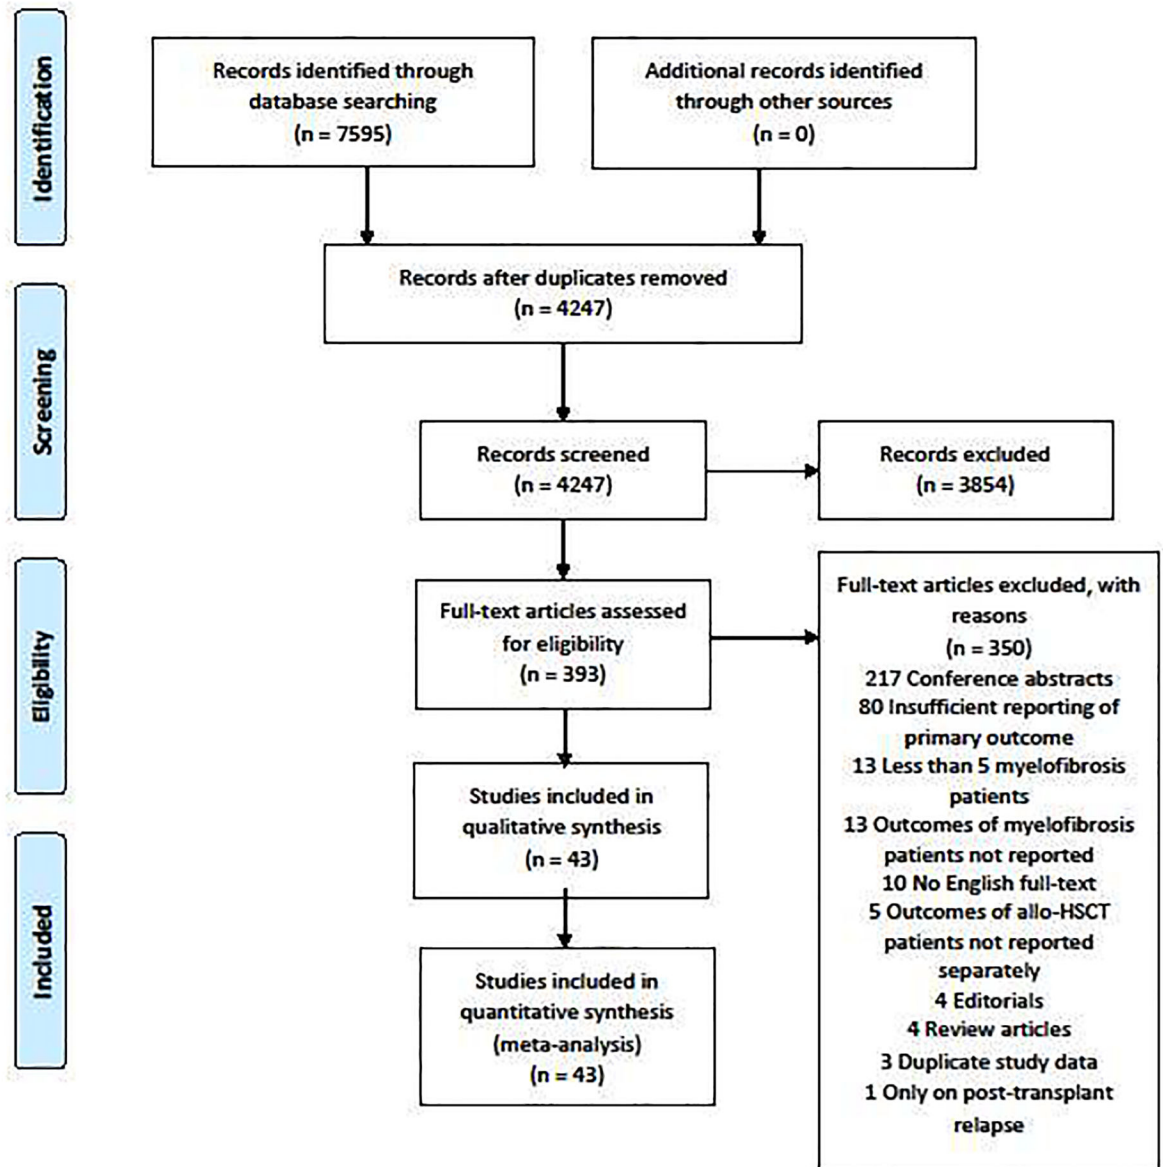 Identification
Records identified through
database searching
(n = 7595)
Additional records identified
through other sources
(n = 0)
Records after duplicates removed
(n = 4247)
Screening
Records screened
(n = 4247)
Records excluded
(n = 3854)
Eligibility
Full-text articles assessed
for eligibility
(n = 393)
Full-text articles excluded, with
reasons
(n = 350)
217 Conference abstracts
80 Insufficient reporting of
primary outcome
13 Less than 5 myelofibrosis
patients
13 Outcomes of myelofibrosis
patients not reported
10 No English full-text
5 Outcomes of allo-HSCT
patients not reported
separately
4 Editorials
4 Review articles
3 Duplicate study data
1 Only on post-transplant
relapse
Studies included in
qualitative synthesis
(n = 43)
Included
Studies included in
quantitative synthesis
(meta-analysis)
(n = 43)